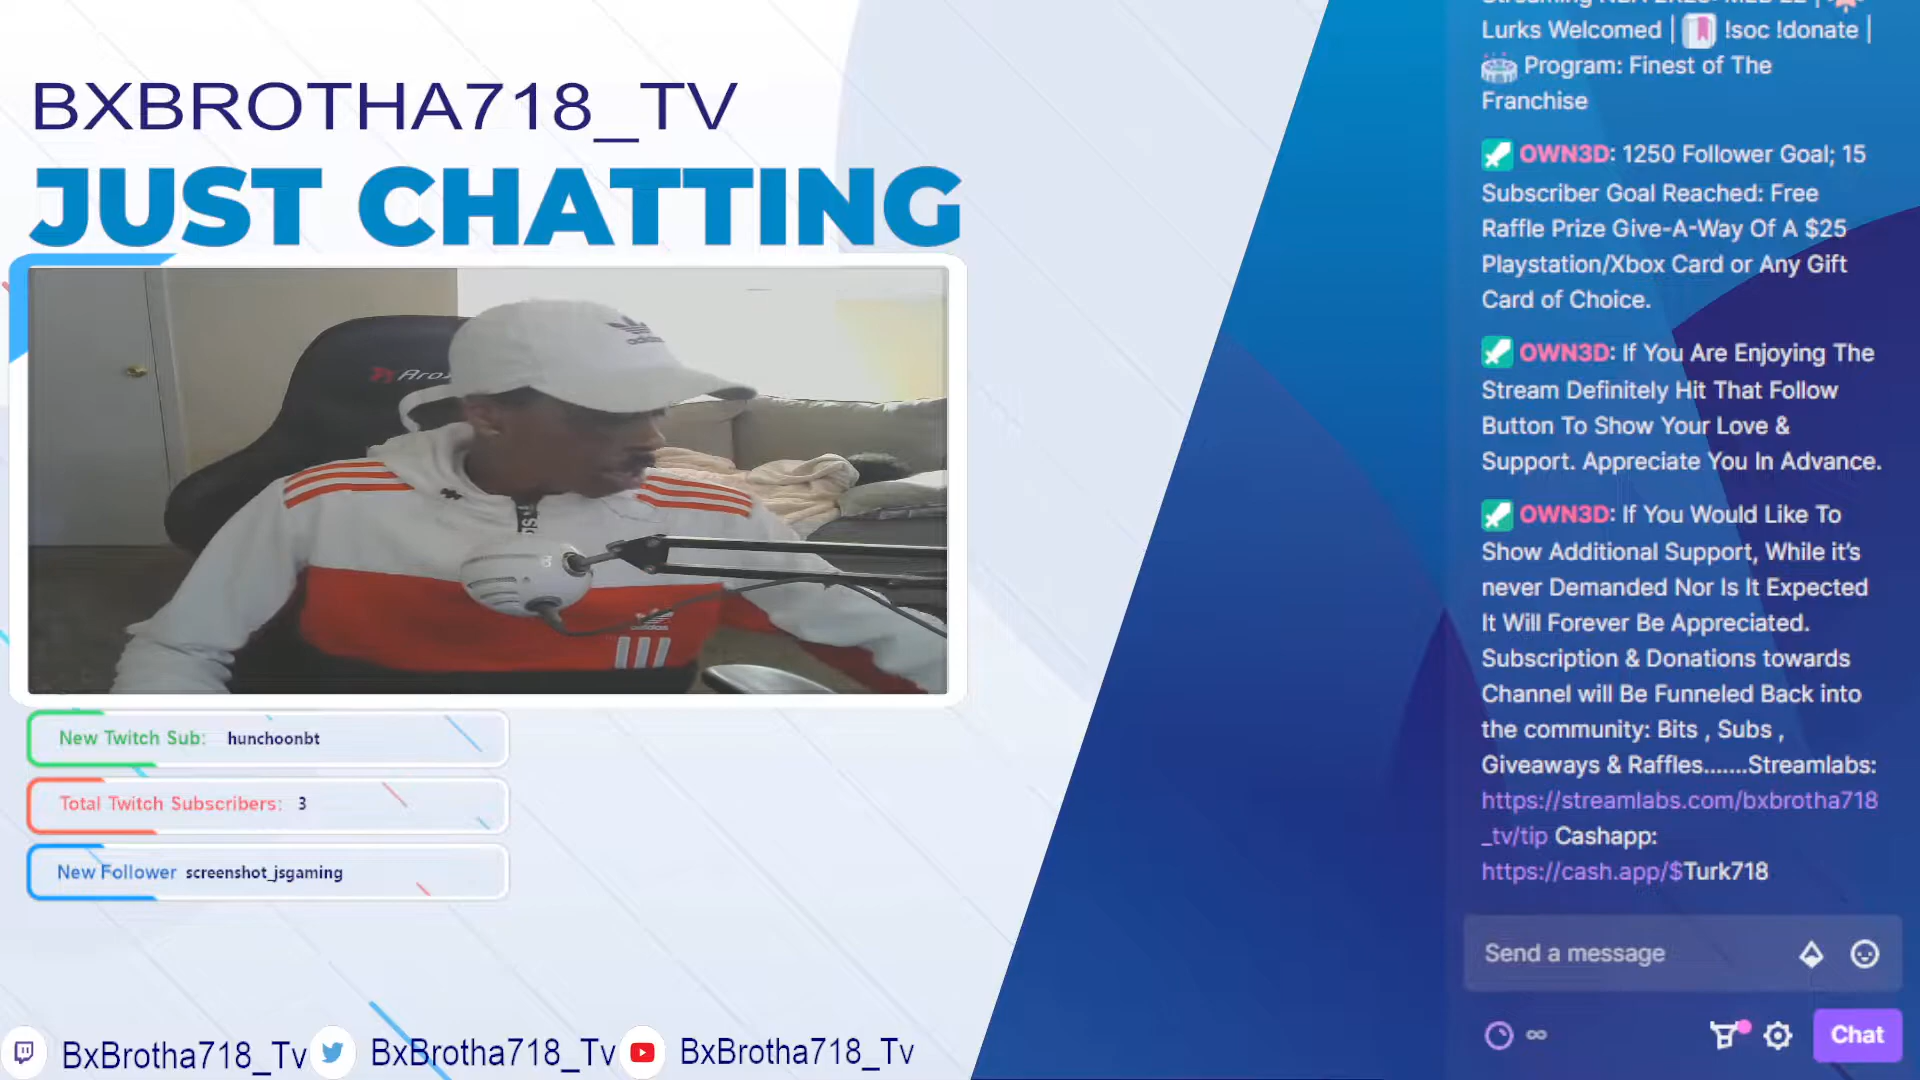 BXBROTHA718_TV
JUST CHATTING
adidas
New Twitch Sub: hunchoonbt
Total Twitch Subscribers: 3
New Follower screenshot_jsgaming
BxBrotha718_Tv
BxBrotha718_Tv
BxBrotha718_Tv
Lurks Welcomed | !soc !donate |
Program: Finest of The
Franchise
OWN3D: 1250 Follower Goal; 15
Subscriber Goal Reached: Free
Raffle Prize Give-A-Way Of A $25
Playstation/Xbox Card or Any Gift
Card of Choice.
OWN3D: If You Are Enjoying The
Stream Definitely Hit That Follow
Button To Show Your Love &
Support. Appreciate You In Advance.
OWN3D: If You Would Like To
Show Additional Support, While it's
never Demanded Nor Is It Expected
It Will Forever Be Appreciated.
Subscription & Donations towards
Channel will Be Funneled Back into
the community: Bits , Subs ,
Giveaways & Raffles.......Streamlabs:
https://streamlabs.com/bxbrotha718
_tv/tip Cashapp:
https://cash.app/$Turk718
Send a message
Chat